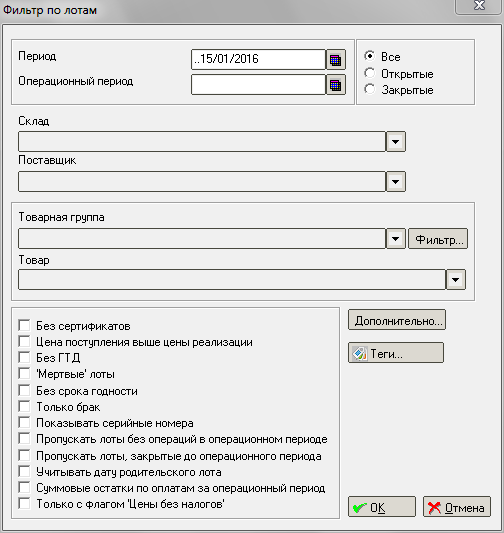 Фильтр по лотам
Период
..15/01/2016
Операционный период
Все
Открытые
Закрытые
Склад
Поставщик
Товарная группа
Фильтр...
Товар
Без сертификатов
Цена поступления выше цены реализации
Без ГТД
'Мертвые' лоты
Без срока годности
Только брак
Показывать серийные номера
Пропускать лоты без операций в операционном периоде
Пропускать лоты, закрытые до операционного периода
Учитывать дату родительского лота
Суммовые остатки по оплатам за операционный период
Только с флагом 'Цены без налогов'
Дополнительно...
Теги...
OK
Отмена